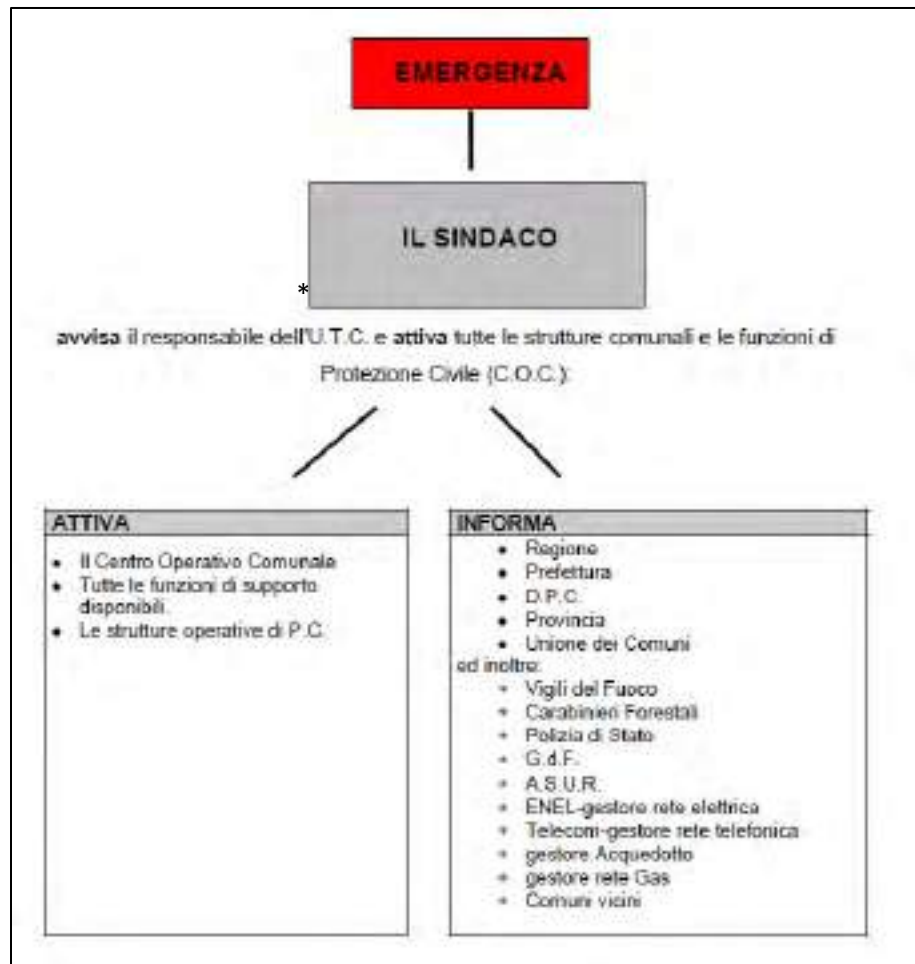 EMERGENZA
IL SINDACO
*
avvisa il responsabile dell'U.T.C. e attiva tutte le strutture comunali e le funzioni di
Protezione Civile (C.O.C.):
ATTIVA
• Il Centro Operativo Comunale
• Tutte le funzioni di supporto
disponibili.
• Le strutture operative di P.C.
INFORMA
• Regione
• Prefettura
• D.P.C.
• Provincia
• Unione dei Comuni
ed inoltre:
+ Vigili del Fuoco
+ Carabinieri Forestali
+ Polizia di Stato
+ G.d.F.
+ A.S.U.R.
+ ENEL-gestore rete elettrica
+ Telecom-gestore rete telefonica
+ gestore Acquedotto
+ gestore rete Gas
+ Comuni vicini